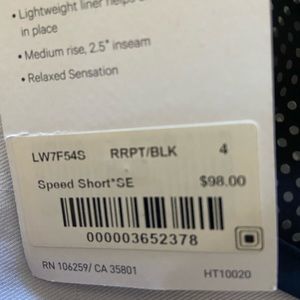 • Lightweight liner helps
in place
• Medium rise, 2.5" inseam
• Relaxed Sensation
LW7F54S RRPT/BLK 4
Speed Short*SE $98.00
000003652378
RN 106259/ CA 35801 HT10020